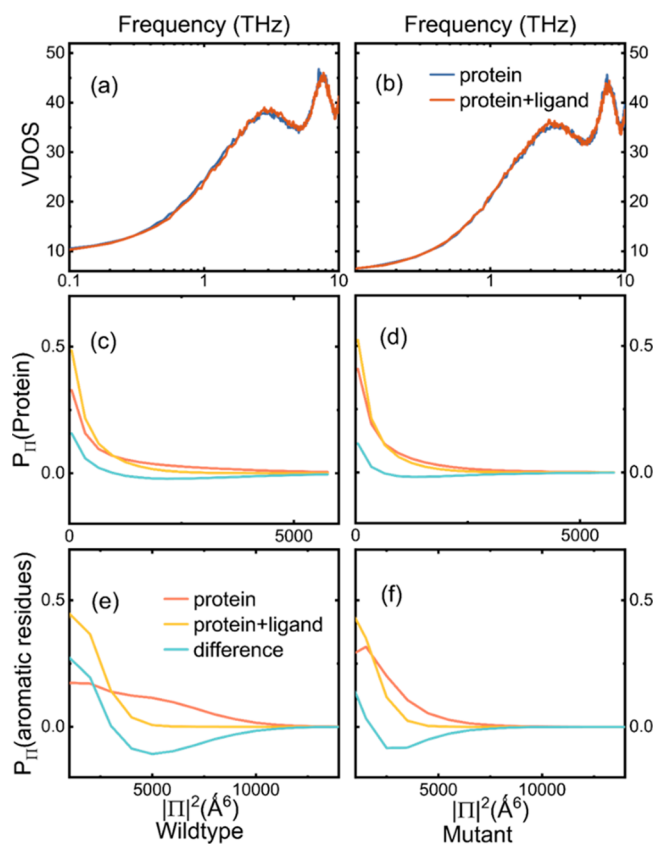 Frequency (THz) Frequency (THz)
50 50
(a) (b) protein
protein+ligand
40 40
VDOS
30 30
20 20
10 10
0.1 1 10 1 10
(c) (d)
0.5 0.5
P_Π(Protein)
0.0 0.0
0 5000 0 5000
(e) protein (f)
protein+ligand
difference
0.5 0.5
P_Π(aromatic residues)
0.0 0.0
5000 10000 5000 10000
|Π|²(Å⁶) |Π|²(Å⁶)
Wildtype Mutant